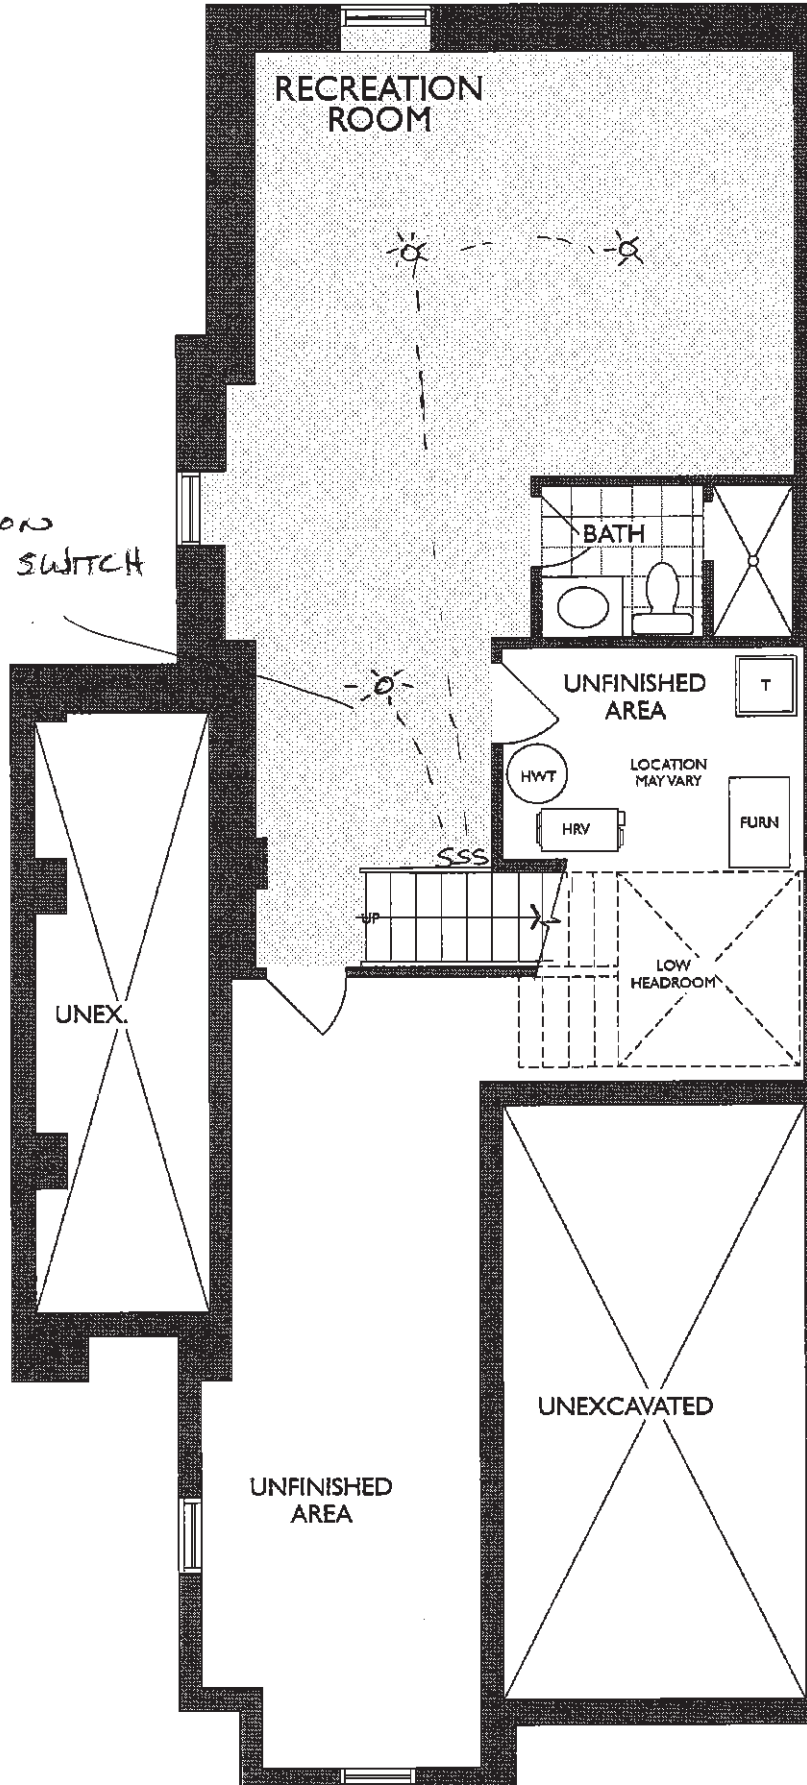 RECREATION
ROOM
ON
SWITCH
BATH
UNFINISHED
AREA
T
LOCATION
MAY VARY
HWT
HRV
FURN
SSS
UP
LOW
HEADROOM
UNEX.
UNEXCAVATED
UNFINISHED
AREA